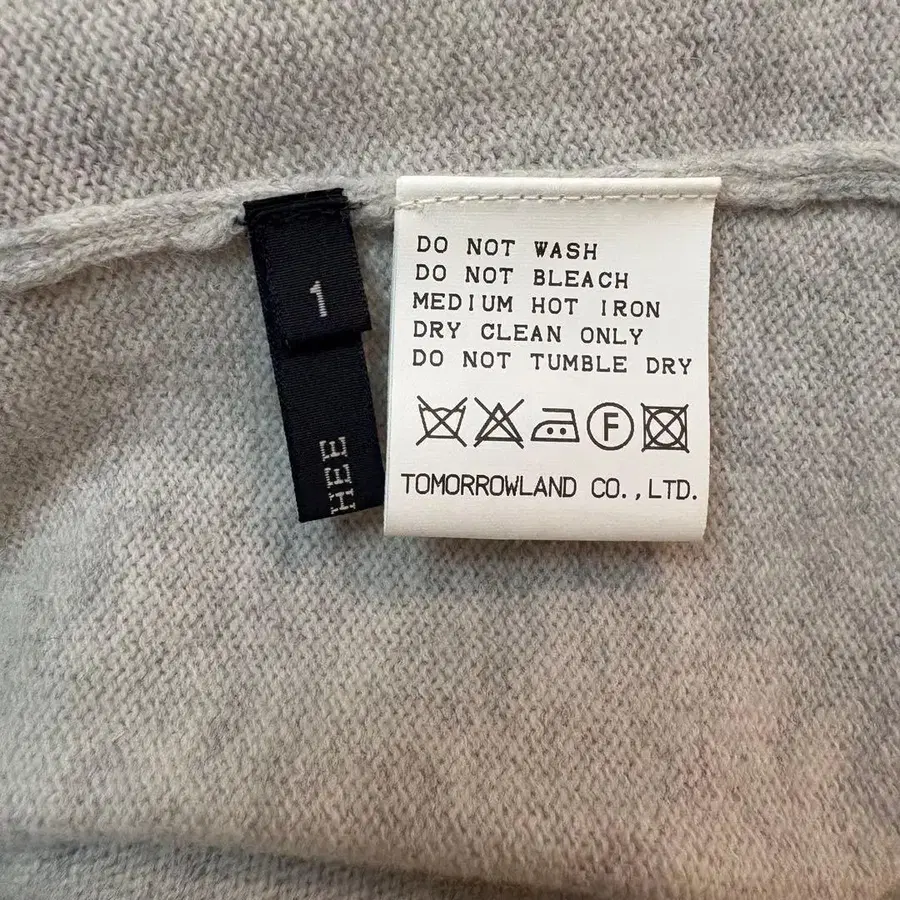 1
HEE
DO NOT WASH
DO NOT BLEACH
MEDIUM HOT IRON
DRY CLEAN ONLY
DO NOT TUMBLE DRY
F
TOMORROWLAND CO.,LTD.